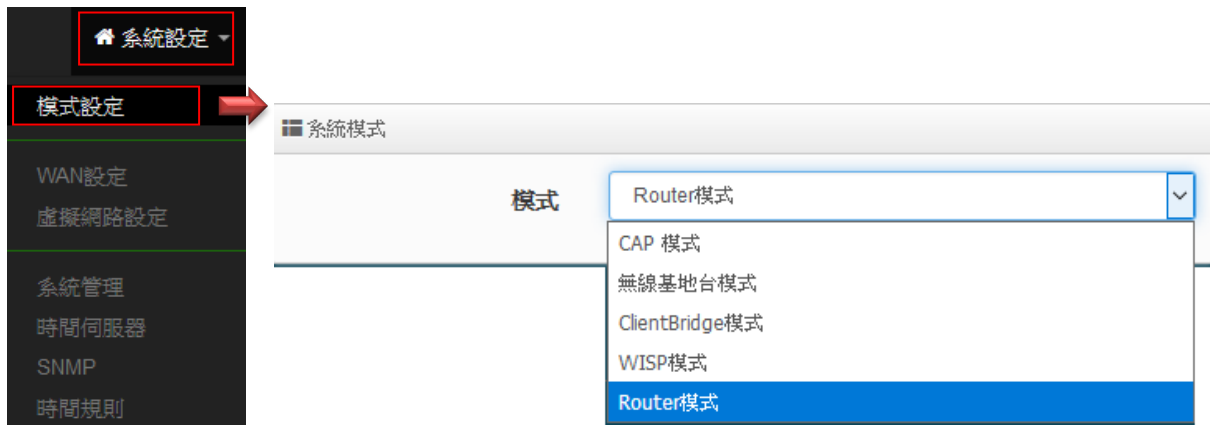 系統設定
模式設定
WAN設定
虛擬網路設定
系統管理
時間伺服器
SNMP
時間規則
系統模式
模式
Router模式
CAP 模式
無線基地台模式
ClientBridge模式
WISP模式
Router模式